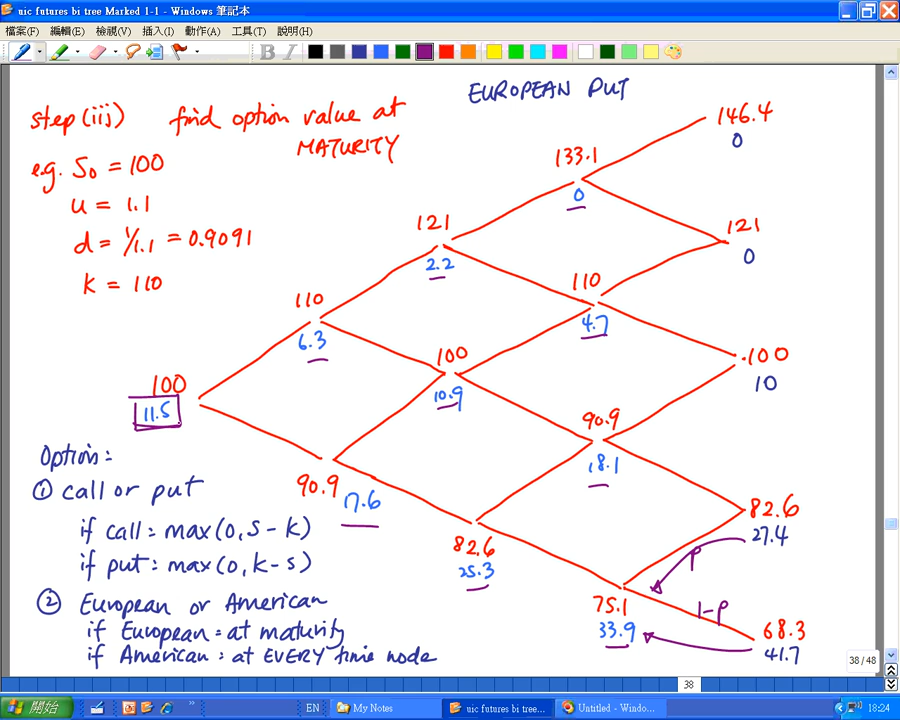 uic futures bi tree Marked 1-1 - Windows 筆記本
檔案(F) 編輯(E) 檢視(V) 插入(I) 動作(A) 工具(T) 說明(H)
B I
EUROPEAN PUT
step(iii) find option value at
MATURITY
e.g. S0 = 100
u = 1.1
d = 1/1.1 = 0.9091
k = 110
146.4
0
133.1
0
121
2.2
121
0
110
6.3
110
4.7
100
11.5
100
10.9
100
10
90.9
17.6
90.9
18.1
82.6
25.3
82.6
27.4
p
75.1
33.9
1-p
68.3
41.7
Option:
① call or put
if call = max(0, S-k)
if put = max(0, k-s)
② European or American
if European = at maturity
if American = at EVERY time node
38 / 48
38
開始
EN
My Notes
uic futures bi tree...
Untitled - Window...
18:24